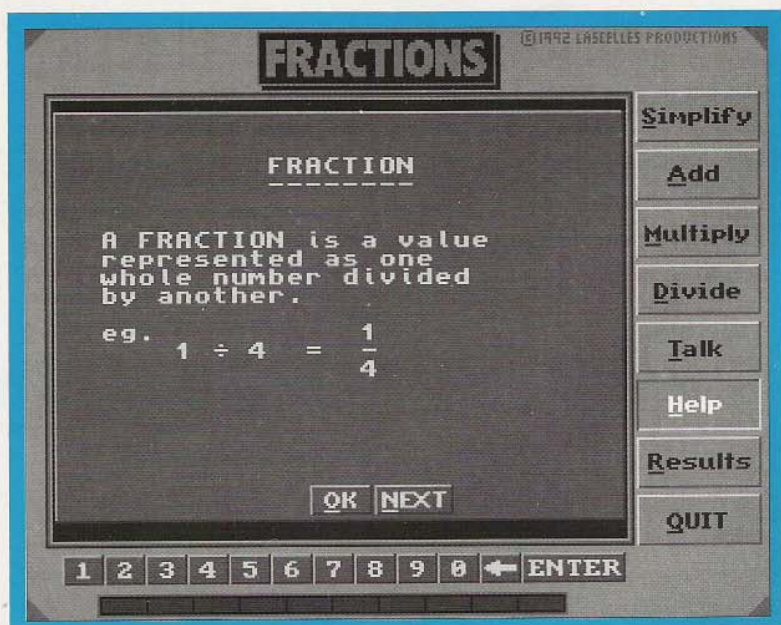 FRACTIONS
©1992 LASCELLES PRODUCTIONS
FRACTION
A FRACTION is a value
represented as one
whole number divided
by another.
eg. 1 ÷ 4 = 1/4
OK NEXT
Simplify
Add
Multiply
Divide
Talk
Help
Results
QUIT
1 2 3 4 5 6 7 8 9 0 ← ENTER